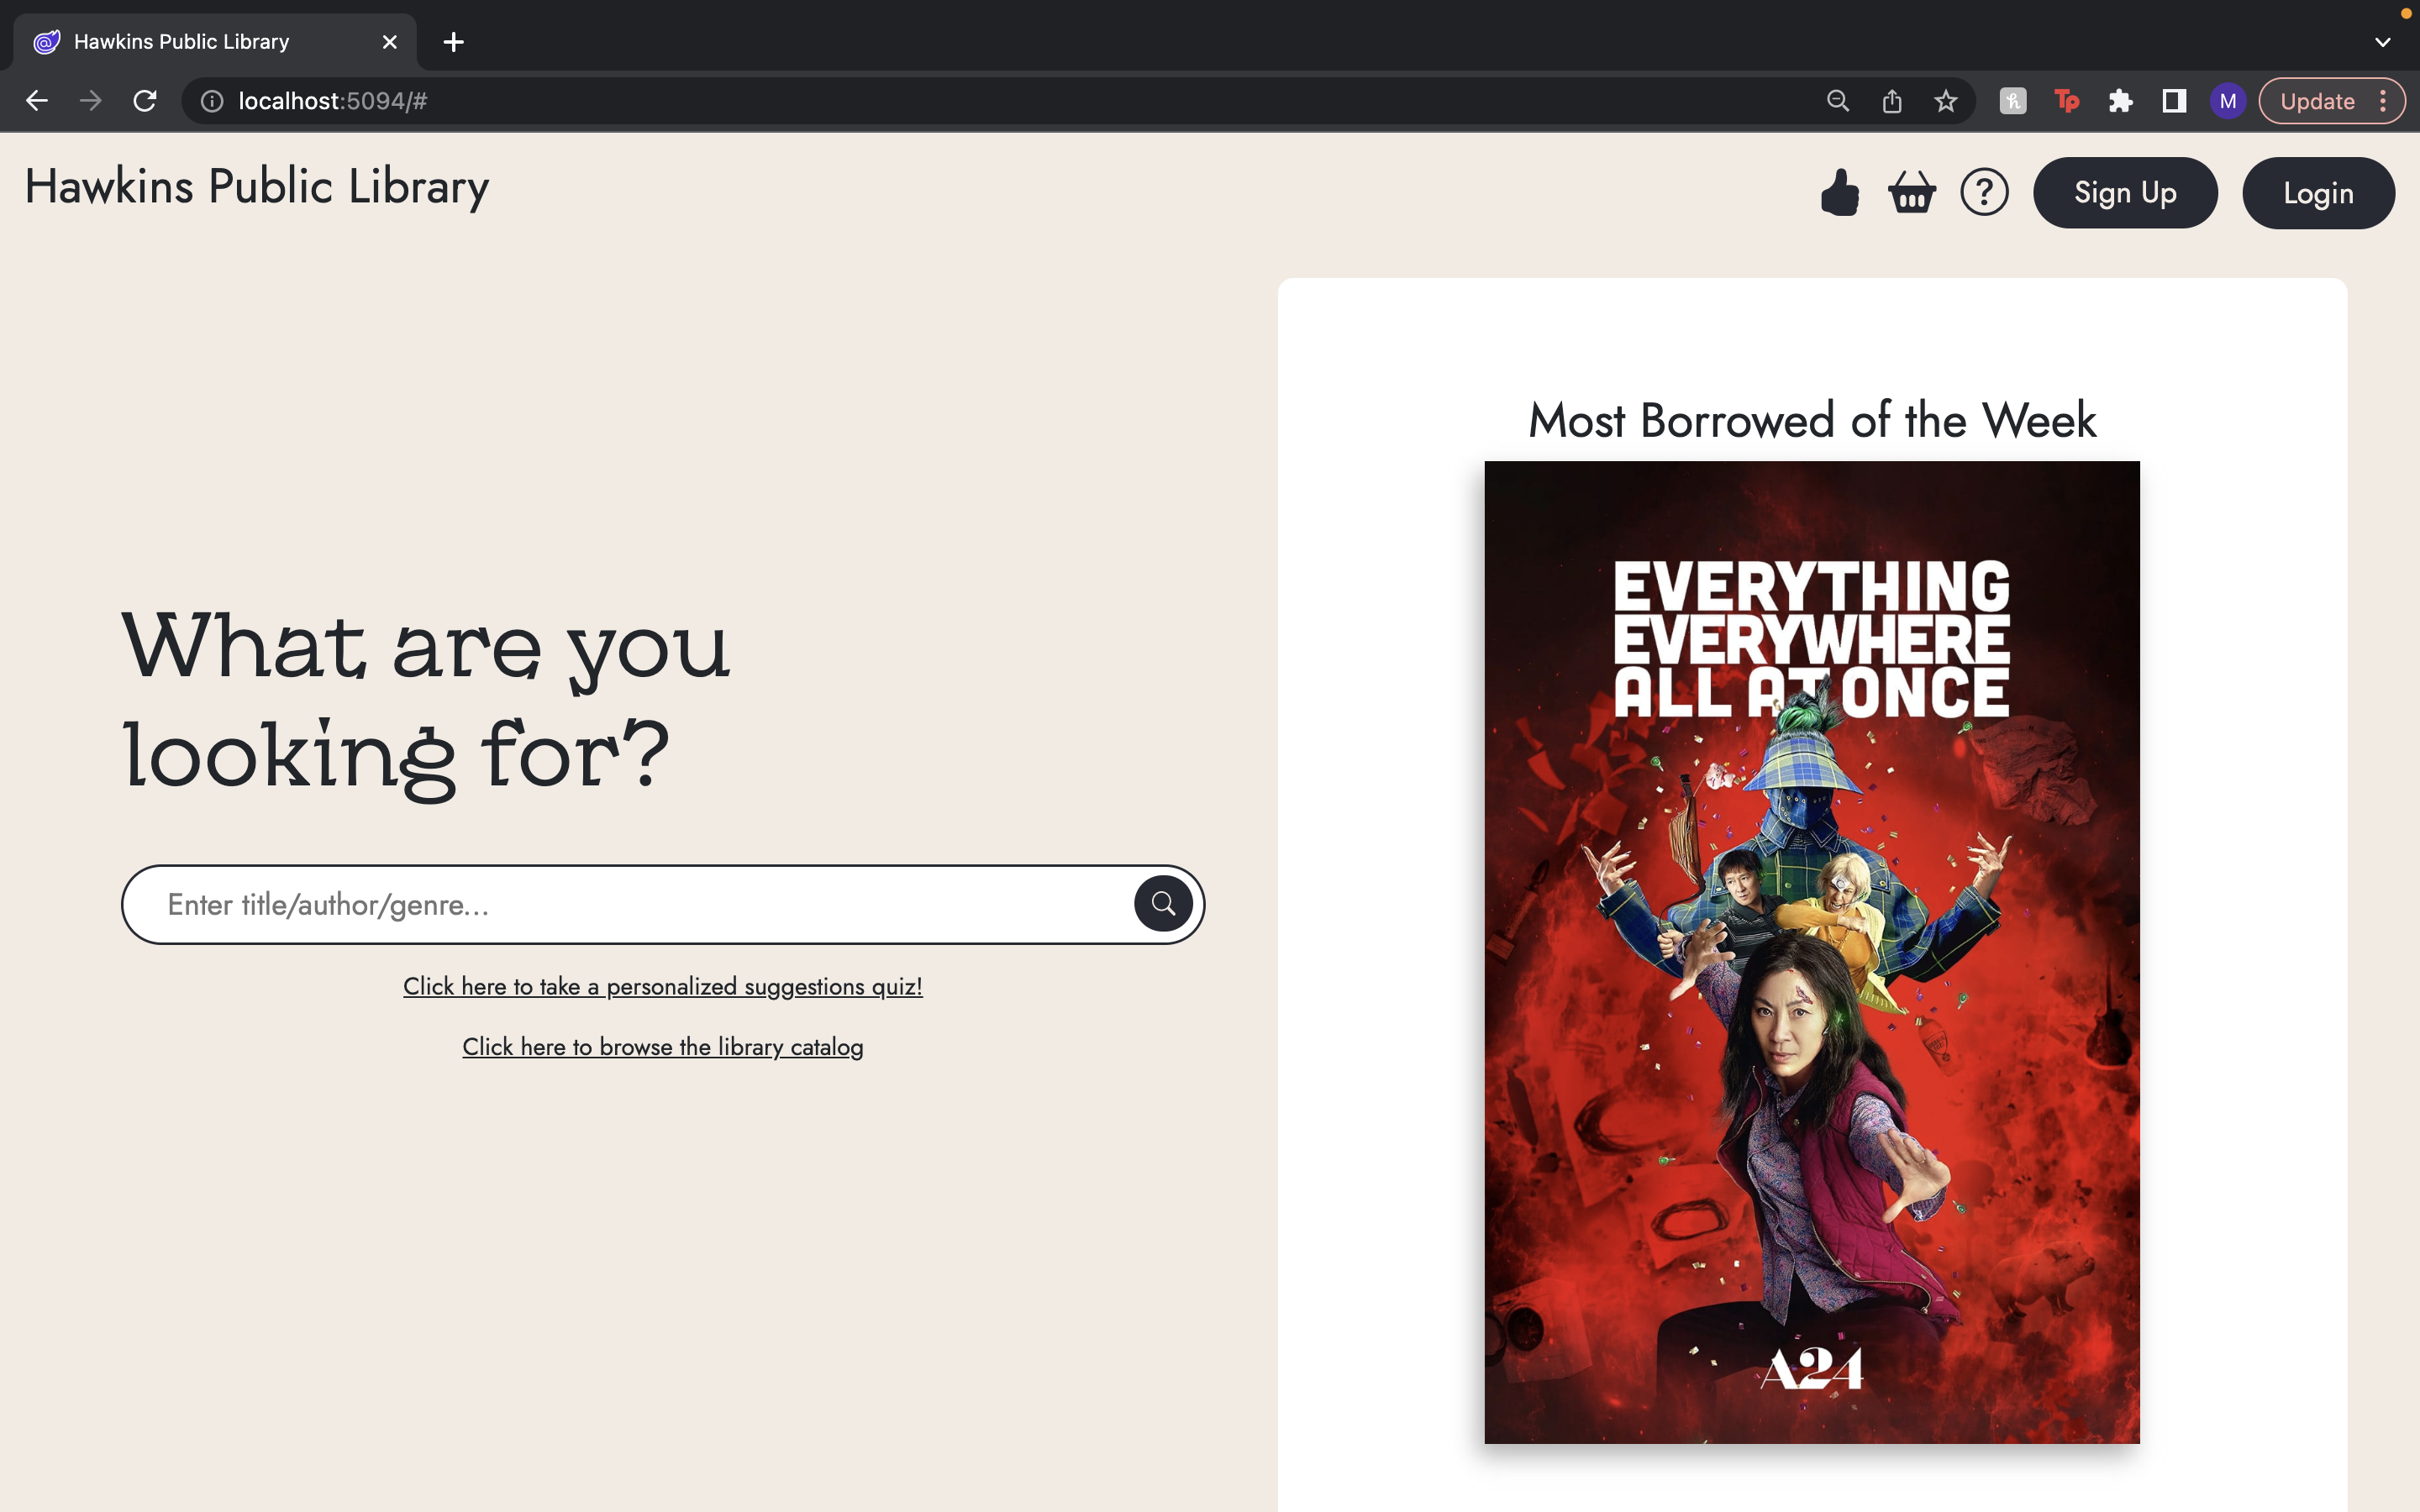 Hawkins Public Library
localhost:5094/#
M
Update
Hawkins Public Library
?
Sign Up
Login
What are you
looking for?
Enter title/author/genre...
Click here to take a personalized suggestions quiz!
Click here to browse the library catalog
Most Borrowed of the Week
EVERYTHING
EVERYWHERE
ALL AT ONCE
A24